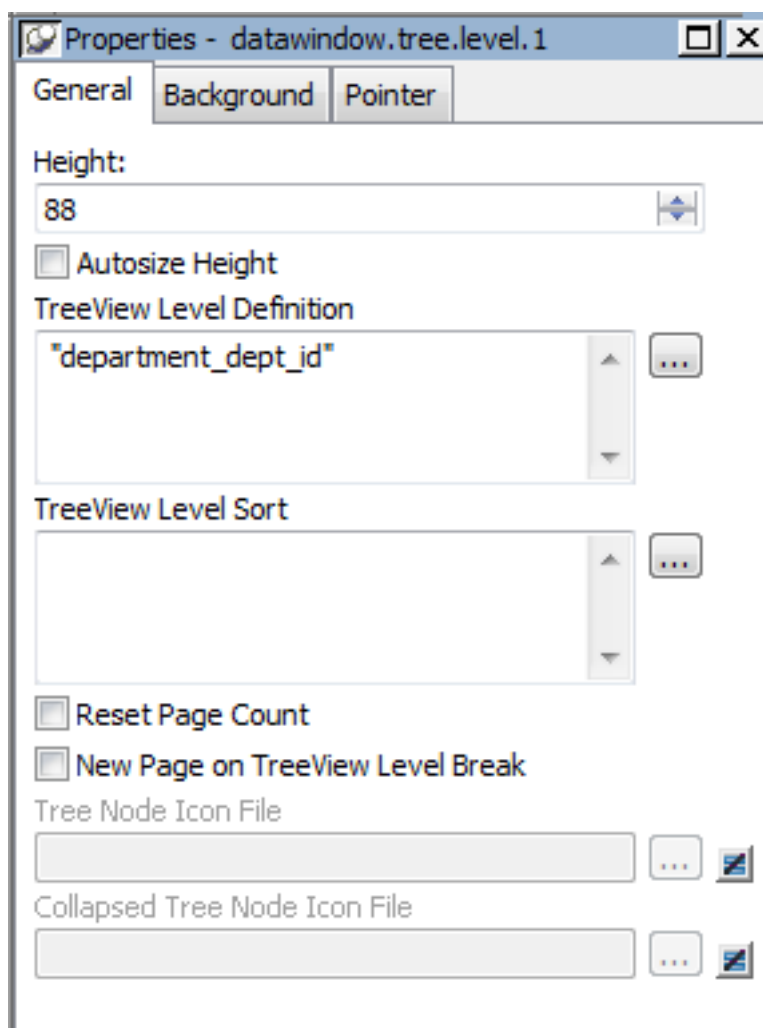 Properties - datawindow.tree.level.1
General Background Pointer
Height:
88
Autosize Height
TreeView Level Definition
"department_dept_id"
...
TreeView Level Sort
...
Reset Page Count
New Page on TreeView Level Break
Tree Node Icon File
...
Collapsed Tree Node Icon File
...